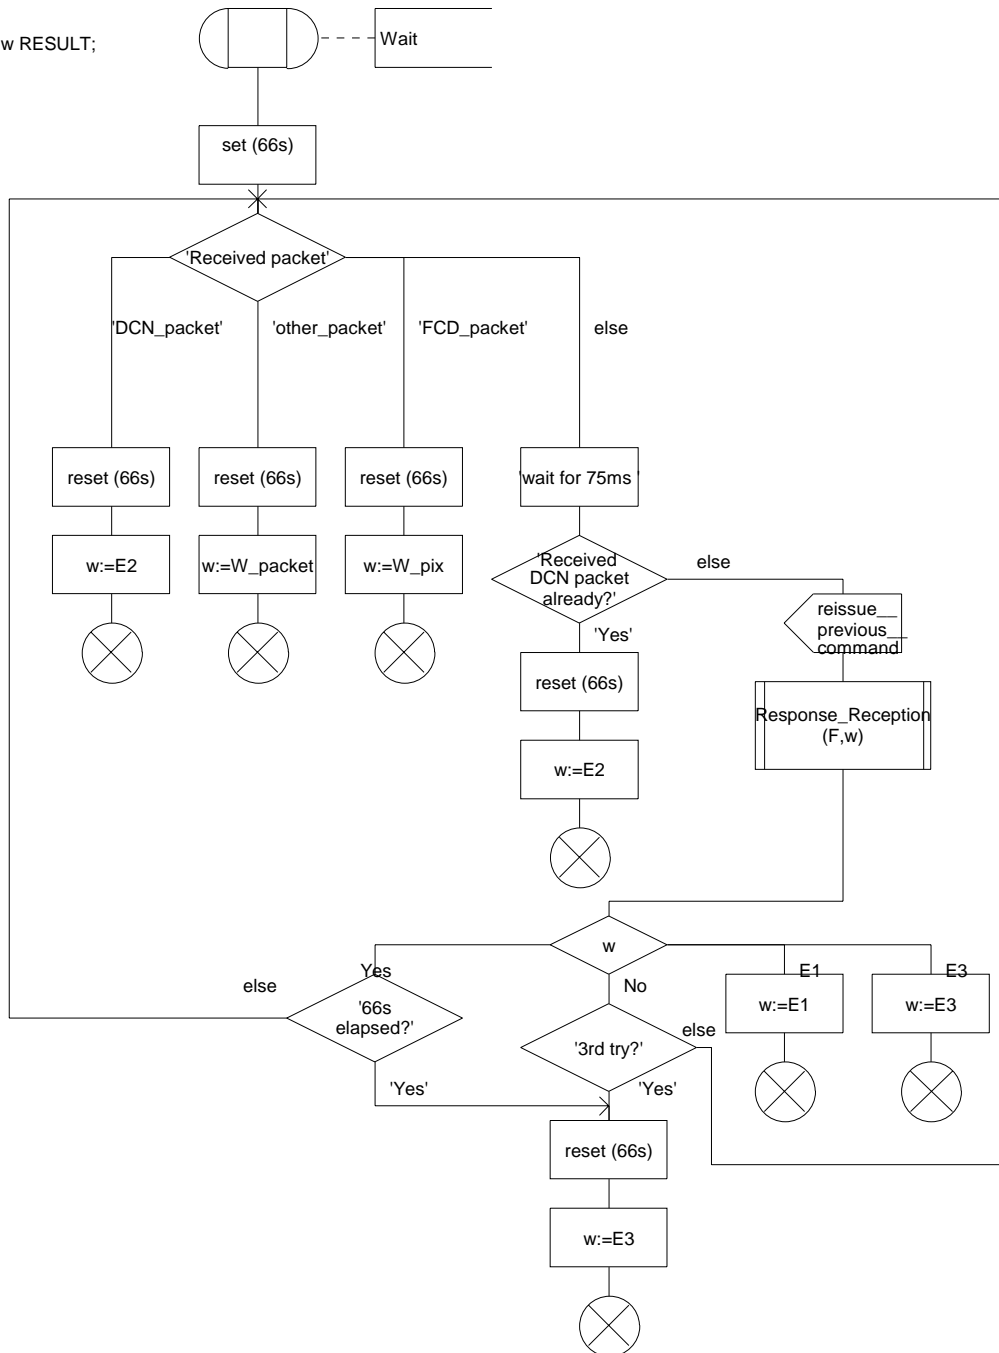 w RESULT;
Wait
set (66s)
'Received packet'
'DCN_packet'
'other_packet'
'FCD_packet'
else
reset (66s)
reset (66s)
reset (66s)
'wait for 75ms '
w:=E2
w:=W_packet
w:=W_pix
'Received
DCN packet
already?'
else
'Yes'
reissue__
previous__
command
reset (66s)
Response_Reception
(F,w)
w:=E2
w
Yes
else
'66s
elapsed?'
'Yes'
No
'3rd try?'
else
'Yes'
E1
w:=E1
E3
w:=E3
reset (66s)
w:=E3